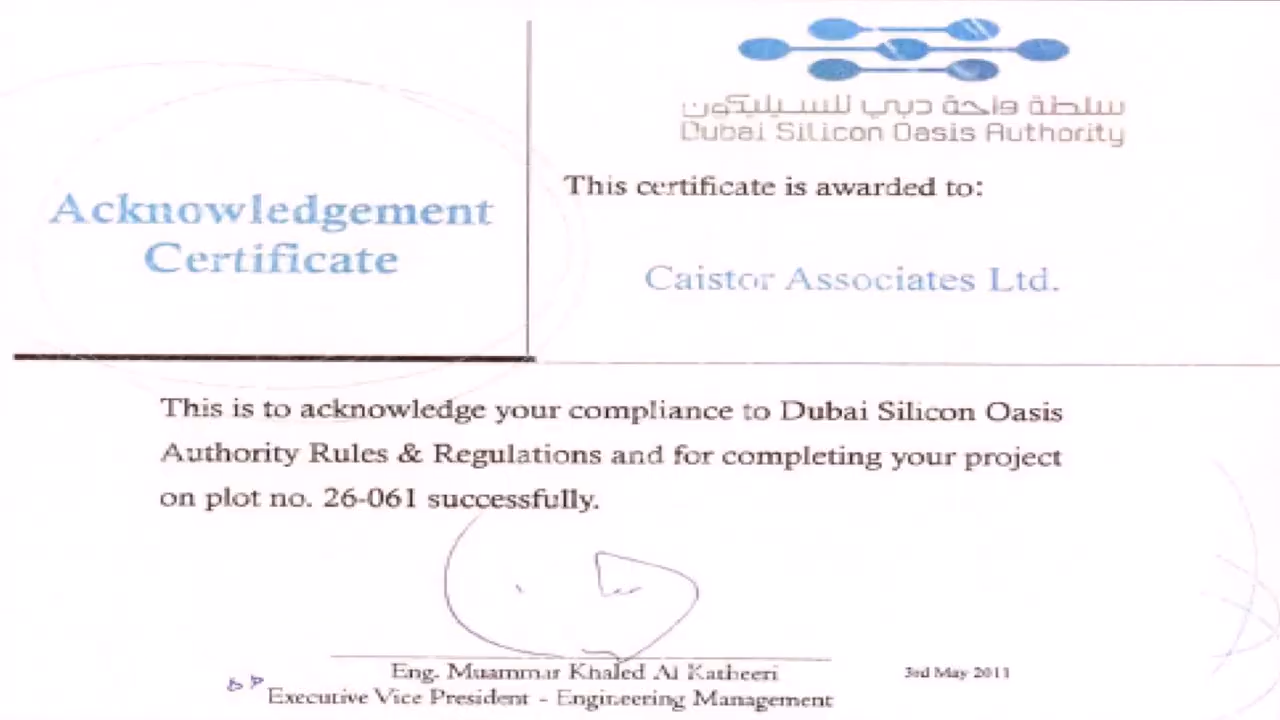 سلطة واحة دبي للسيليكون
Dubai Silicon Oasis Authority
Acknowledgement
Certificate
This certificate is awarded to:
Caistor Associates Ltd.
This is to acknowledge your compliance to Dubai Silicon Oasis
Authority Rules & Regulations and for completing your project
on plot no. 26-061 successfully.
Eng. Muammar Khaled Al Katheeri
Executive Vice President - Engineering Management
3rd May 2011